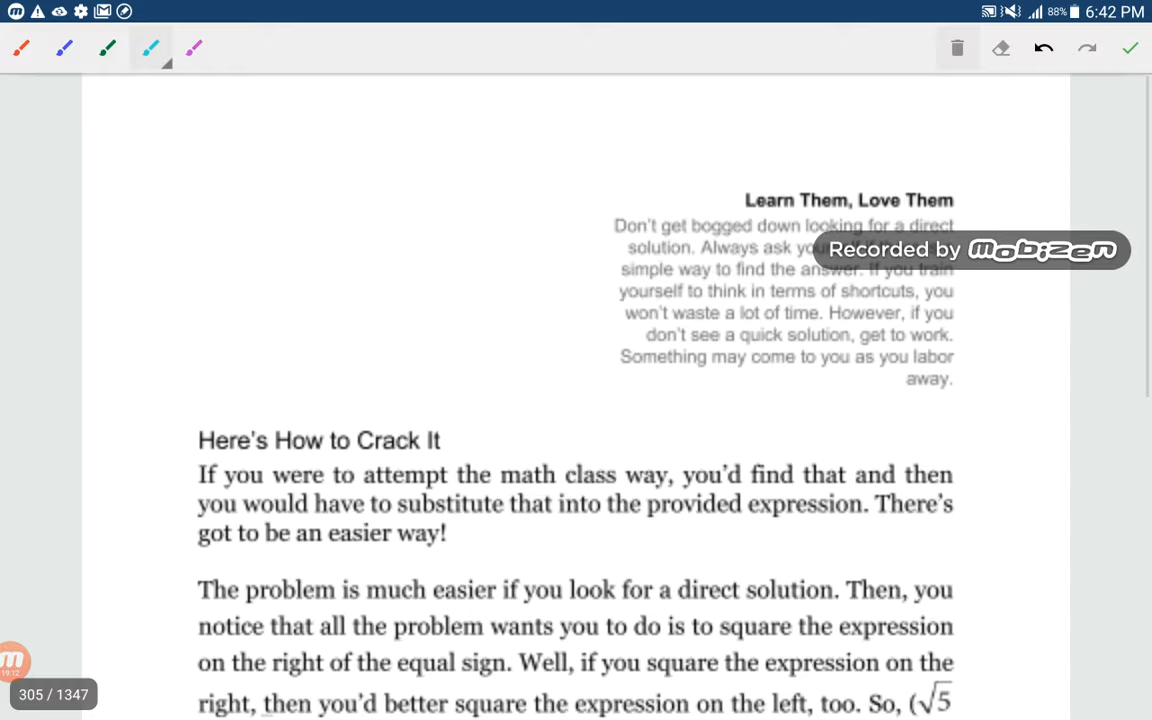 88% 6:42 PM
Learn Them, Love Them
Don't get bogged down looking for a direct
solution. Always ask
simple way to find the answer. If you train
yourself to think in terms of shortcuts, you
won't waste a lot of time. However, if you
don't see a quick solution, get to work.
Something may come to you as you labor
away.
Recorded by mobizen
Here's How to Crack It
If you were to attempt the math class way, you'd find that and then
you would have to substitute that into the provided expression. There's
got to be an easier way!
The problem is much easier if you look for a direct solution. Then, you
notice that all the problem wants you to do is to square the expression
on the right of the equal sign. Well, if you square the expression on the
right, then you'd better square the expression on the left, too. So, (√5
19:12
305 / 1347